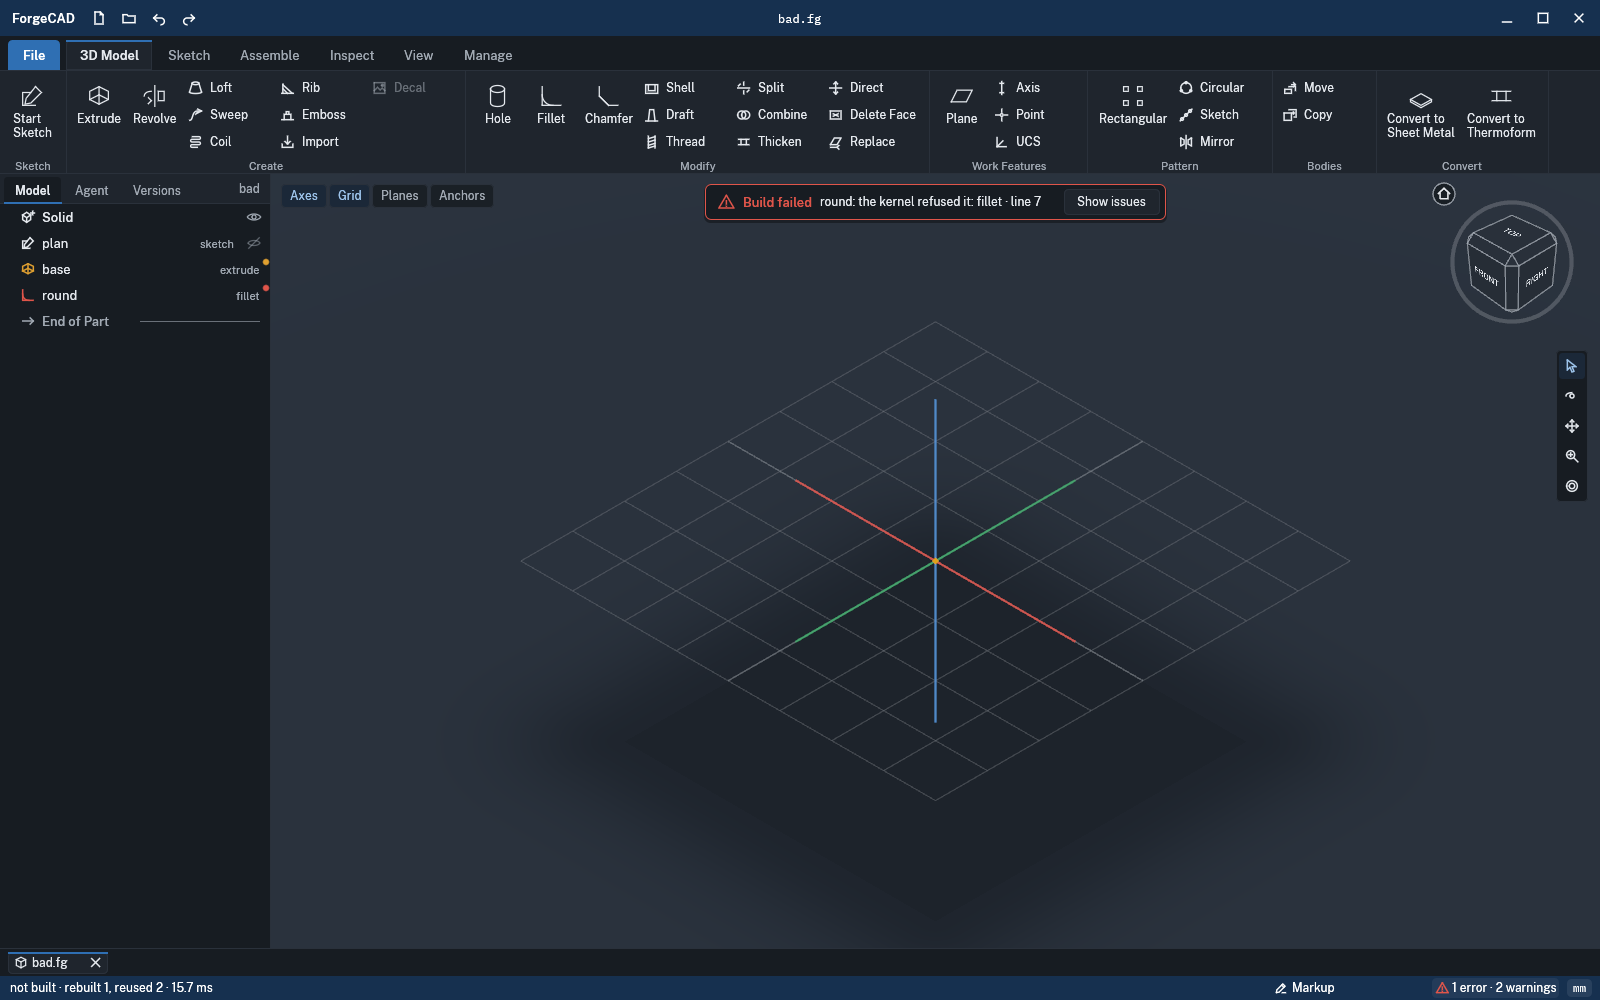 ForgeCAD
bad.fg
File
3D Model
Sketch
Assemble
Inspect
View
Manage
Start Sketch
Extrude
Revolve
Loft
Sweep
Coil
Rib
Emboss
Import
Decal
Hole
Fillet
Chamfer
Shell
Draft
Thread
Split
Combine
Thicken
Direct
Delete Face
Replace
Plane
Axis
Point
UCS
Rectangular
Circular
Sketch
Mirror
Move
Copy
Convert to Sheet Metal
Convert to Thermoform
Sketch
Create
Modify
Work Features
Pattern
Bodies
Convert
Model
Agent
Versions
bad
Solid
plan sketch
base extrude
round fillet
End of Part
Axes
Grid
Planes
Anchors
Build failed round: the kernel refused it: fillet · line 7
Show issues
TOP
FRONT
RIGHT
bad.fg
not built · rebuilt 1, reused 2 · 15.7 ms
Markup
1 error · 2 warnings
mm